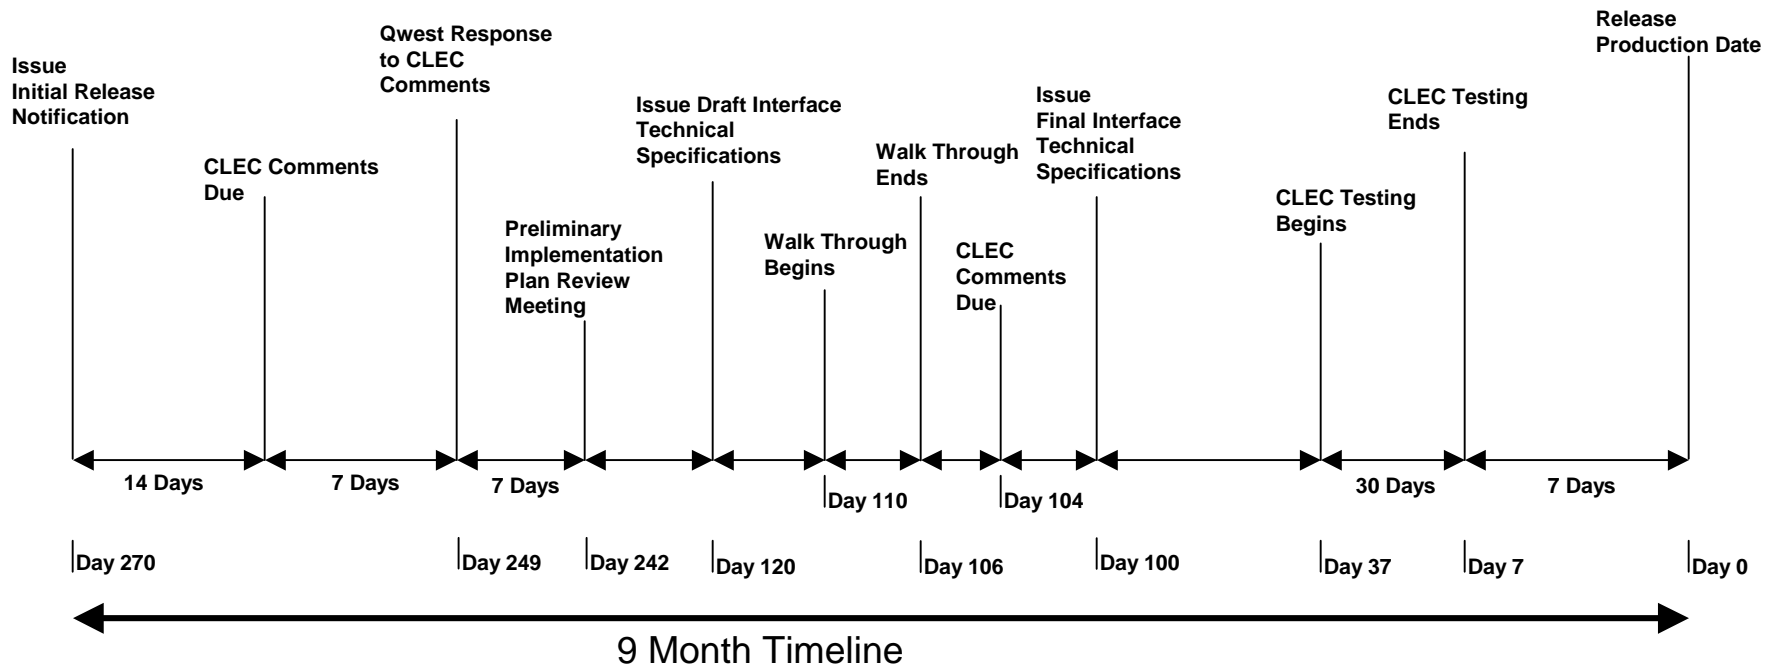 Issue
Initial Release
Notification
CLEC Comments
Due
Qwest Response
to CLEC
Comments
Preliminary
Implementation
Plan Review
Meeting
Issue Draft Interface
Technical
Specifications
Walk Through
Begins
Walk Through
Ends
CLEC
Comments
Due
Issue
Final Interface
Technical
Specifications
CLEC Testing
Begins
CLEC Testing
Ends
Release
Production Date
14 Days
7 Days
7 Days
30 Days
7 Days
Day 110
Day 104
Day 270
Day 249
Day 242
Day 120
Day 106
Day 100
Day 37
Day 7
Day 0
9 Month Timeline